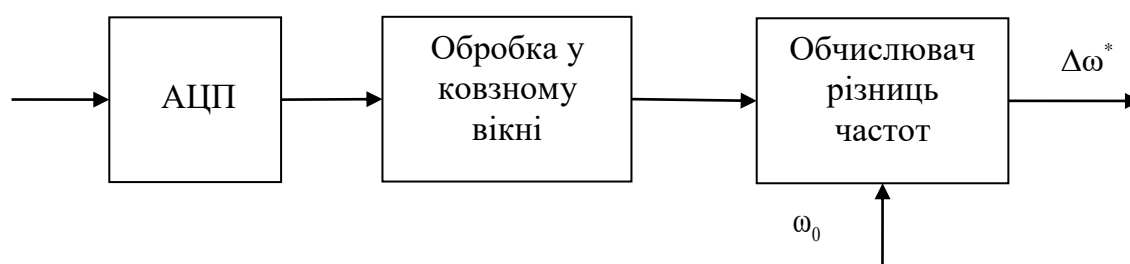 АЦП
Обробка у
ковзному
вікні
Обчислювач
різниць
частот
Δω*
ω₀